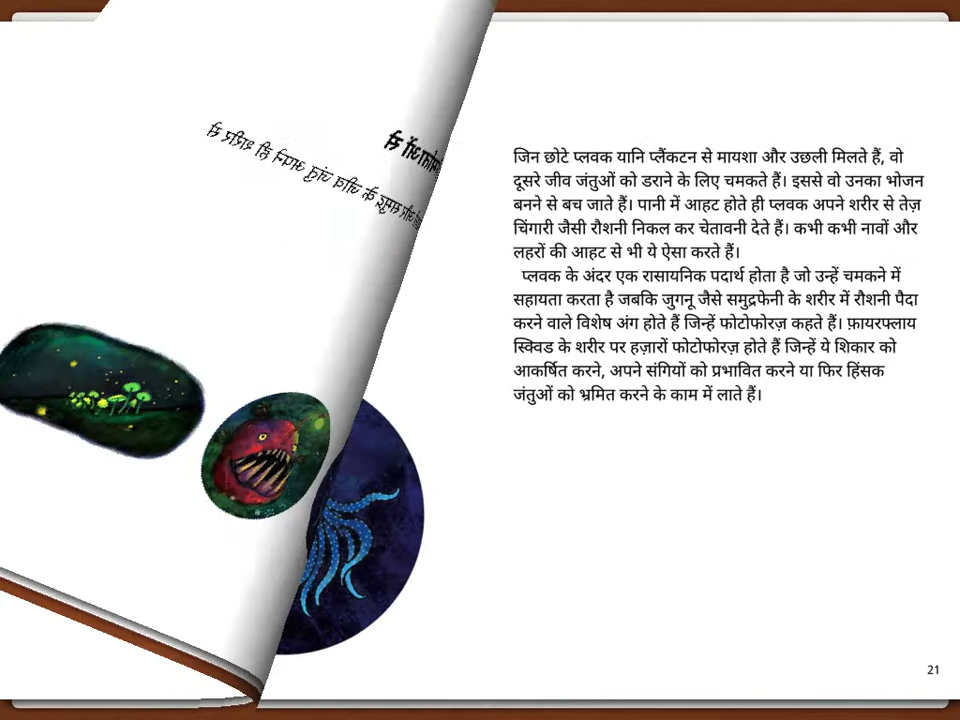 जिन छोटे प्लवक यानि प्लैंकटन से मायशा और उछली मिलते हैं, वो
दूसरे जीव जंतुओं को डराने के लिए चमकते हैं। इससे वो उनका भोजन
बनने से बच जाते हैं। पानी में आहट होते ही प्लवक अपने शरीर से तेज़
चिंगारी जैसी रौशनी निकल कर चेतावनी देते हैं। कभी कभी नावों और
लहरों की आहट से भी ये ऐसा करते हैं।
प्लवक के अंदर एक रासायनिक पदार्थ होता है जो उन्हें चमकने में
सहायता करता है जबकि जुगनू जैसे समुद्रफेनी के शरीर में रौशनी पैदा
करने वाले विशेष अंग होते हैं जिन्हें फोटोफोरज़ कहते हैं। फ़ायरफ्लाय
स्क्विड के शरीर पर हज़ारों फोटोफोरज़ होते हैं जिन्हें ये शिकार को
आकर्षित करने, अपने संगियों को प्रभावित करने या फिर हिंसक
जंतुओं को भ्रमित करने के काम में लाते हैं।
21